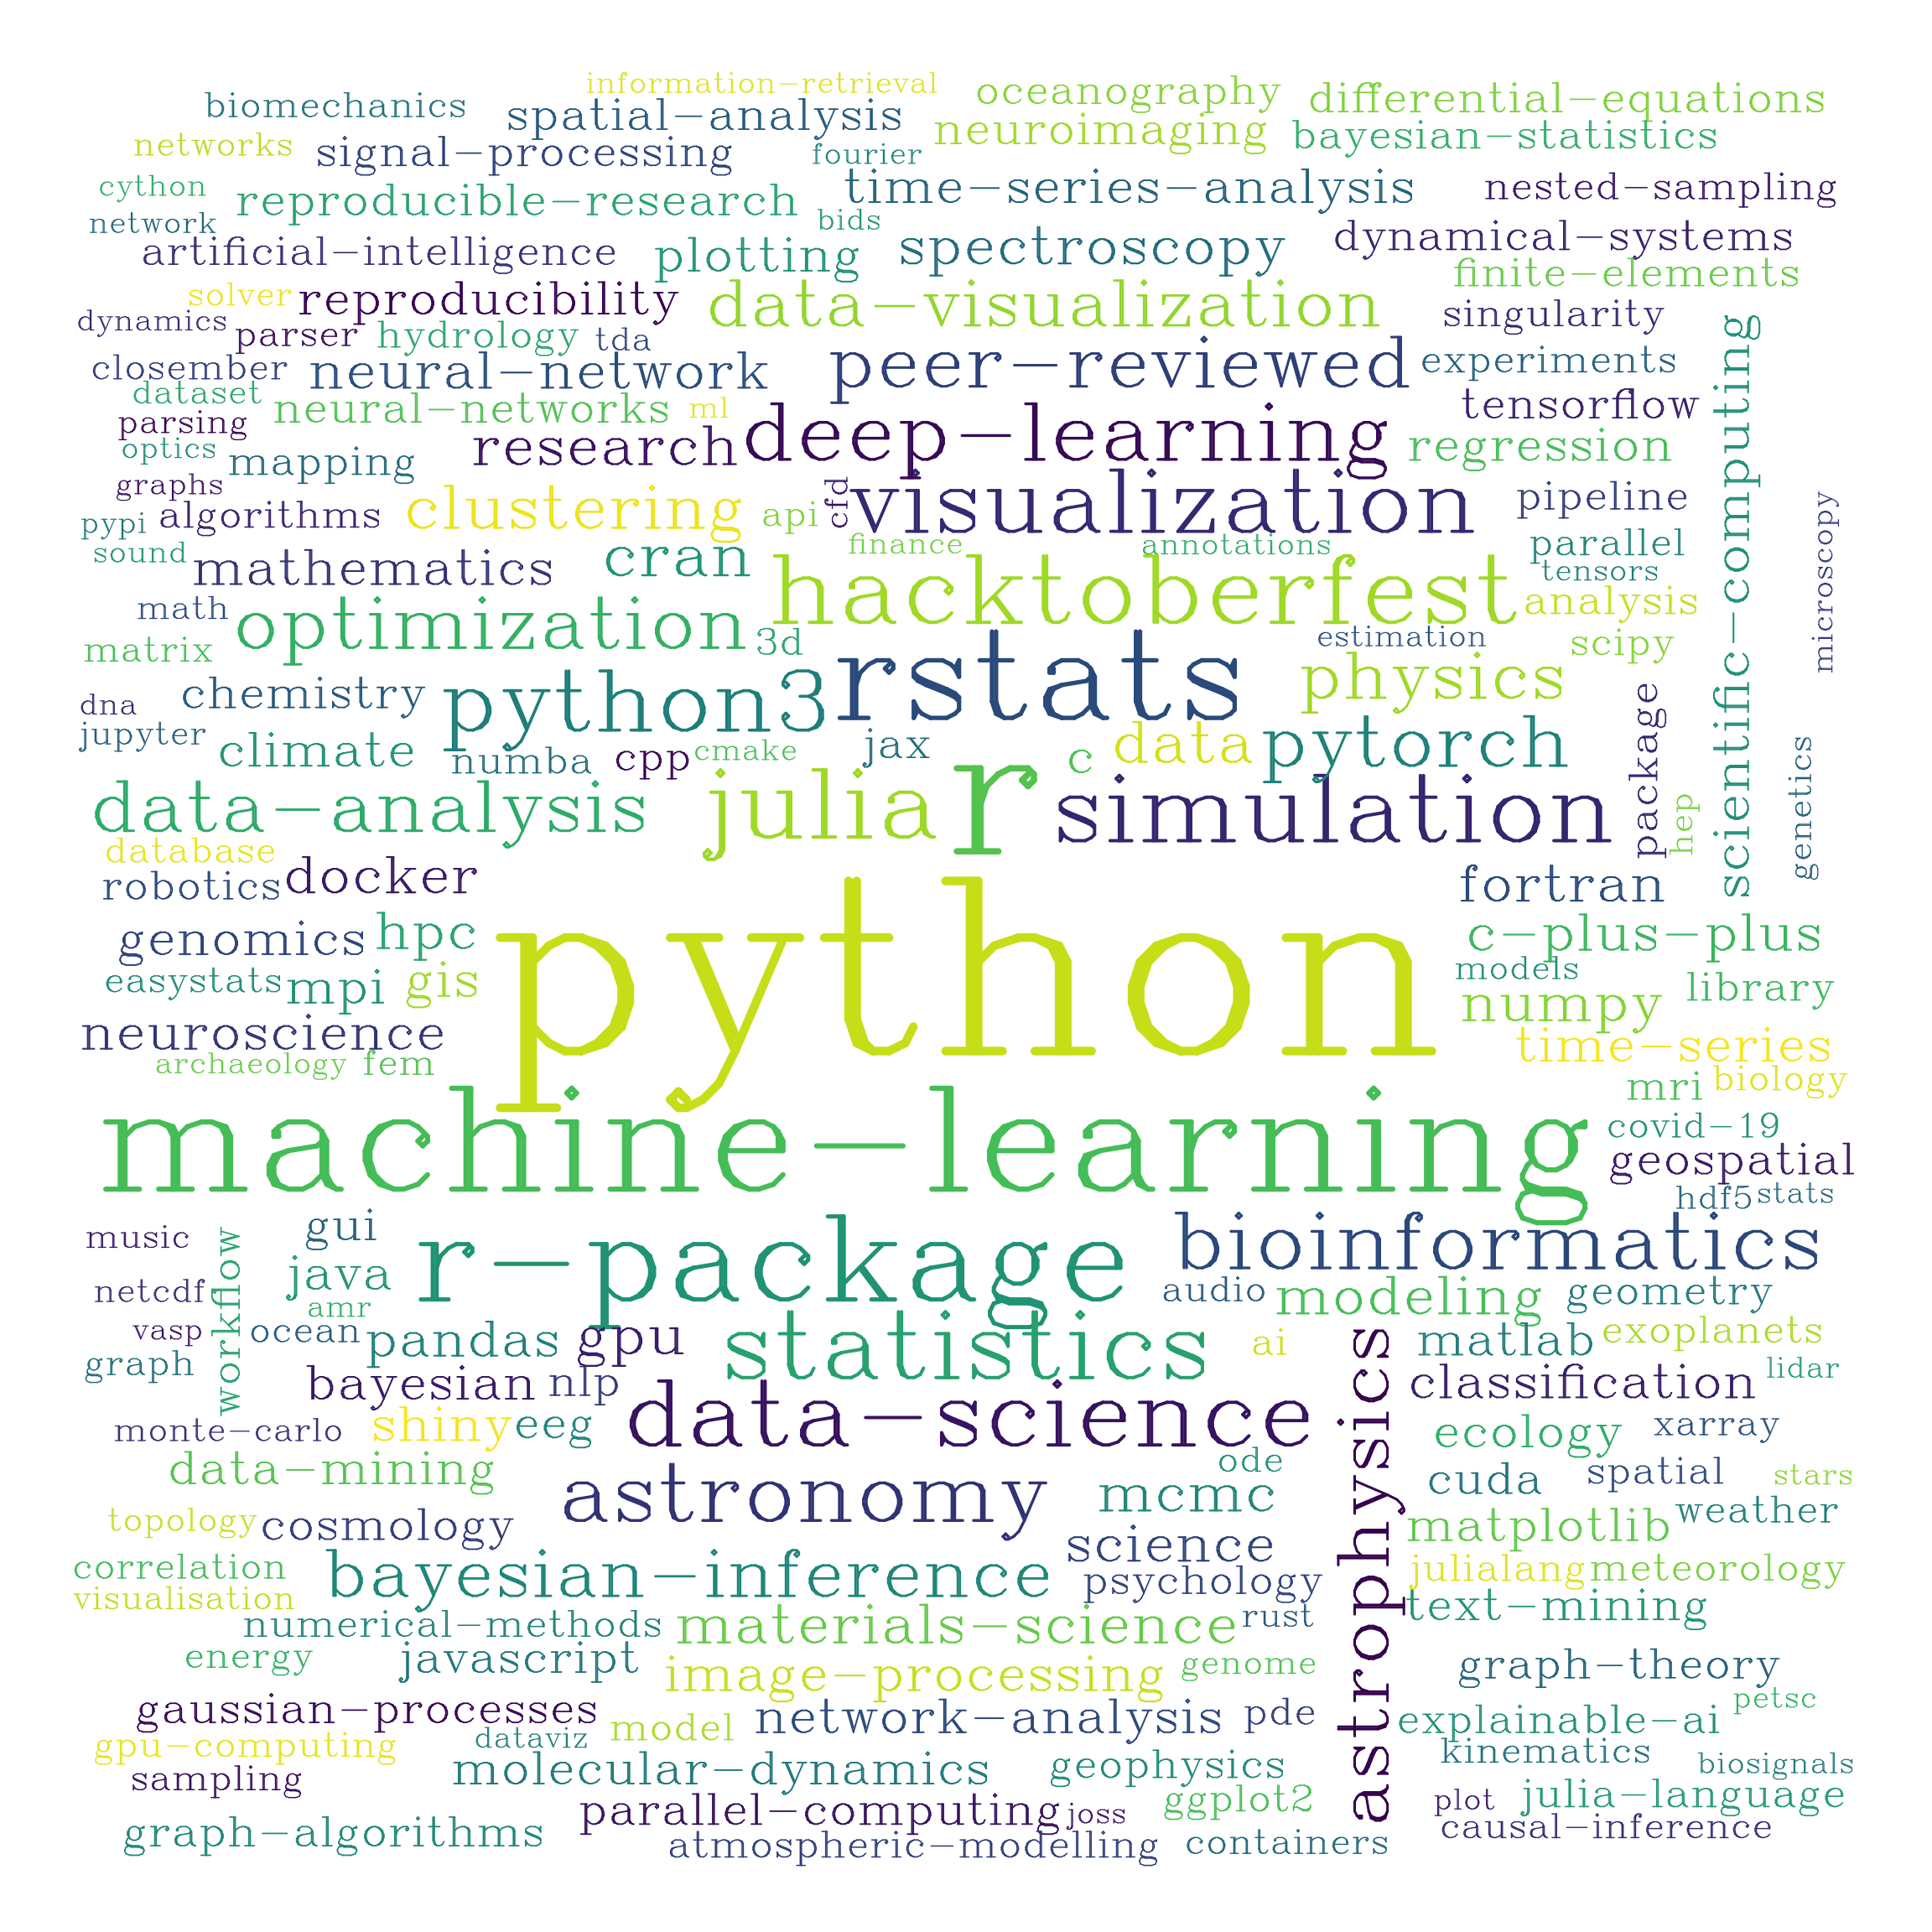 information-retrieval
oceanography
differential-equations
biomechanics
spatial-analysis
neuroimaging
bayesian-statistics
networks
signal-processing
fourier
cython
reproducible-research
time-series-analysis
nested-sampling
network
bids
artificial-intelligence
plotting
spectroscopy
dynamical-systems
solver
reproducibility
data-visualization
finite-elements
dynamics
parser
hydrology
tda
singularity
closember
neural-network
peer-reviewed
experiments
scientific-computing
dataset
neural-networks
ml
tensorflow
parsing
research
deep-learning
regression
optics
mapping
graphs
clustering
cfd
visualization
pipeline
pypi
algorithms
api
microscopy
sound
mathematics
cran
finance
annotations
parallel
tensors
math
optimization
hacktoberfest
analysis
matrix
3d
rstats
estimation
scipy
dna
chemistry
python3
physics
package
jupyter
climate
numba
cpp
cmake
jax
c
data
pytorch
genetics
data-analysis
julia
r
simulation
hep
database
robotics
docker
fortran
genomics
hpc
python
c-plus-plus
easystats
mpi
gis
models
numpy
library
neuroscience
time-series
archaeology
fem
mri
biology
machine-learning
covid-19
geospatial
hdf5
stats
music
workflow
gui
r-package
bioinformatics
netcdf
java
amr
audio
modeling
geometry
vasp
ocean
pandas
gpu
statistics
ai
astrophysics
matlab
exoplanets
graph
bayesian
nlp
classification
lidar
monte-carlo
shiny
eeg
data-science
ecology
xarray
data-mining
astronomy
ode
mcmc
cuda
spatial
stars
topology
cosmology
science
matplotlib
weather
correlation
bayesian-inference
psychology
julialang
meteorology
visualisation
numerical-methods
materials-science
rust
text-mining
energy
javascript
image-processing
genome
graph-theory
gaussian-processes
dataviz
model
network-analysis
pde
explainable-ai
petsc
gpu-computing
molecular-dynamics
geophysics
kinematics
biosignals
sampling
parallel-computing
joss
ggplot2
plot
julia-language
graph-algorithms
atmospheric-modelling
containers
causal-inference